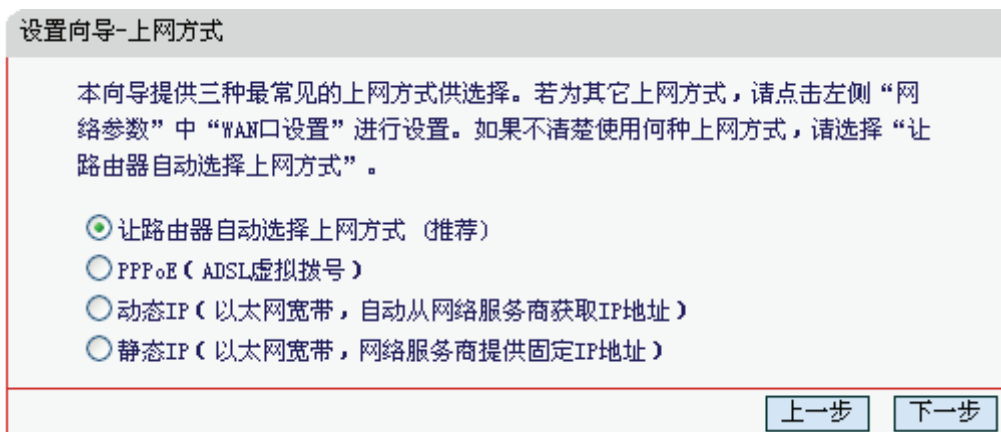 设置向导-上网方式
本向导提供三种最常见的上网方式供选择。若为其它上网方式，请点击左侧“网
络参数”中“WAN口设置”进行设置。如果不清楚使用何种上网方式，请选择“让
路由器自动选择上网方式”。
让路由器自动选择上网方式（推荐）
PPPoE（ADSL虚拟拨号）
动态IP（以太网宽带，自动从网络服务商获取IP地址）
静态IP（以太网宽带，网络服务商提供固定IP地址）
上一步 下一步